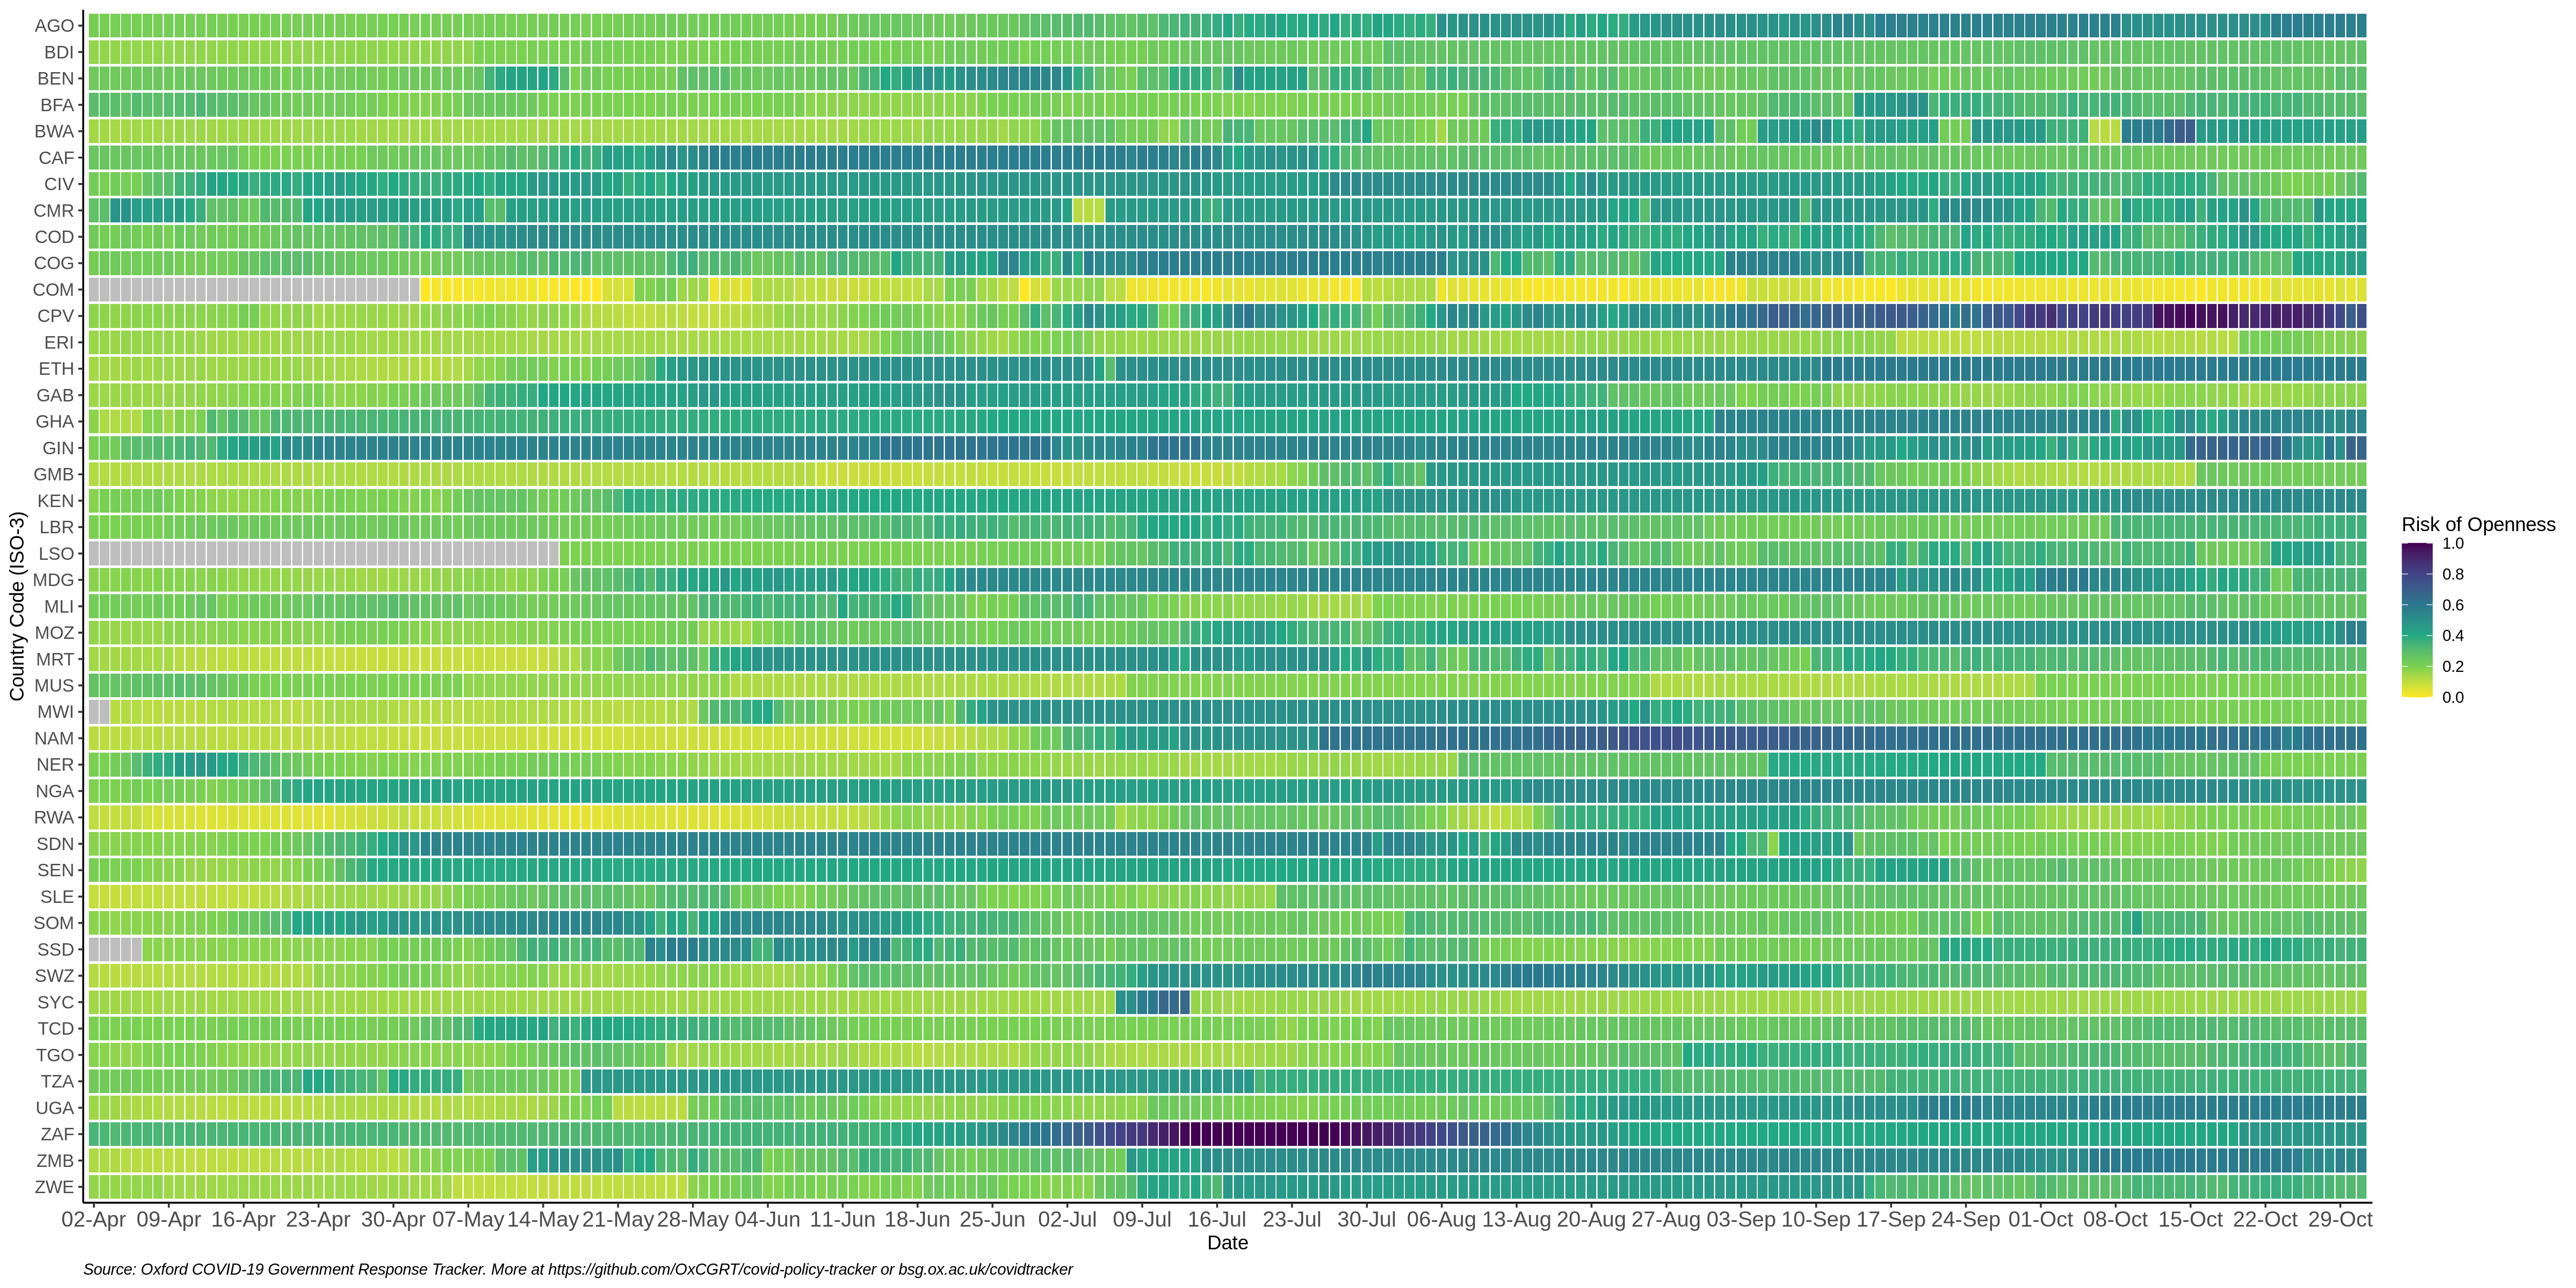 AGO
BDI
BEN
BFA
BWA
CAF
CIV
CMR
COD
COG
COM
CPV
ERI
ETH
GAB
GHA
GIN
GMB
KEN
LBR
LSO
MDG
MLI
MOZ
MRT
MUS
MWI
NAM
NER
NGA
RWA
SDN
SEN
SLE
SOM
SSD
SWZ
SYC
TCD
TGO
TZA
UGA
ZAF
ZMB
ZWE
Country Code (ISO-3)
02-Apr 09-Apr 16-Apr 23-Apr 30-Apr 07-May 14-May 21-May 28-May 04-Jun 11-Jun 18-Jun 25-Jun 02-Jul 09-Jul 16-Jul 23-Jul 30-Jul 06-Aug 13-Aug 20-Aug 27-Aug 03-Sep 10-Sep 17-Sep 24-Sep 01-Oct 08-Oct 15-Oct 22-Oct 29-Oct
Date
Risk of Openness
1.0
0.8
0.6
0.4
0.2
0.0
Source: Oxford COVID-19 Government Response Tracker. More at https://github.com/OxCGRT/covid-policy-tracker or bsg.ox.ac.uk/covidtracker